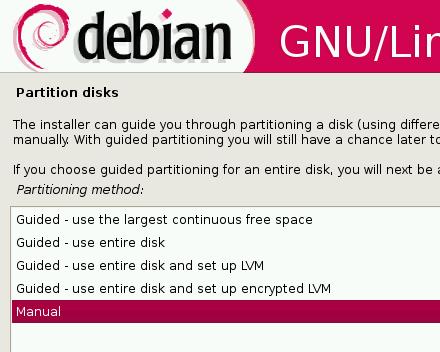 debian
GNU/Lin
Partition disks
The installer can guide you through partitioning a disk (using differe
manually. With guided partitioning you will still have a chance later to
If you choose guided partitioning for an entire disk, you will next be a
Partitioning method:
Guided - use the largest continuous free space
Guided - use entire disk
Guided - use entire disk and set up LVM
Guided - use entire disk and set up encrypted LVM
Manual